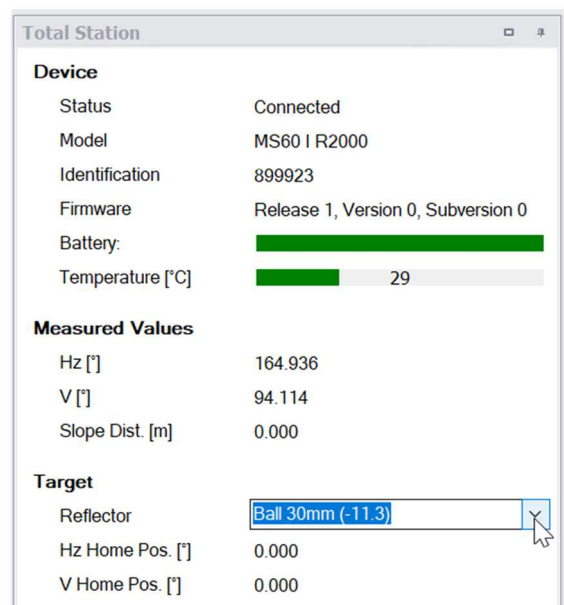 Total Station
Device
Status Connected
Model MS60 I R2000
Identification 899923
Firmware Release 1, Version 0, Subversion 0
Battery:
Temperature [°C] 29
Measured Values
Hz [°] 164.936
V [°] 94.114
Slope Dist. [m] 0.000
Target
Reflector Ball 30mm (-11.3)
Hz Home Pos. [°] 0.000
V Home Pos. [°] 0.000